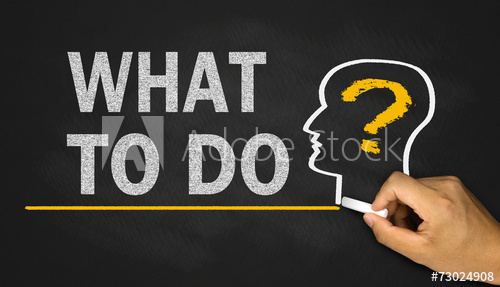 WHAT
TO DO
?
Adobe Stock
#73024908